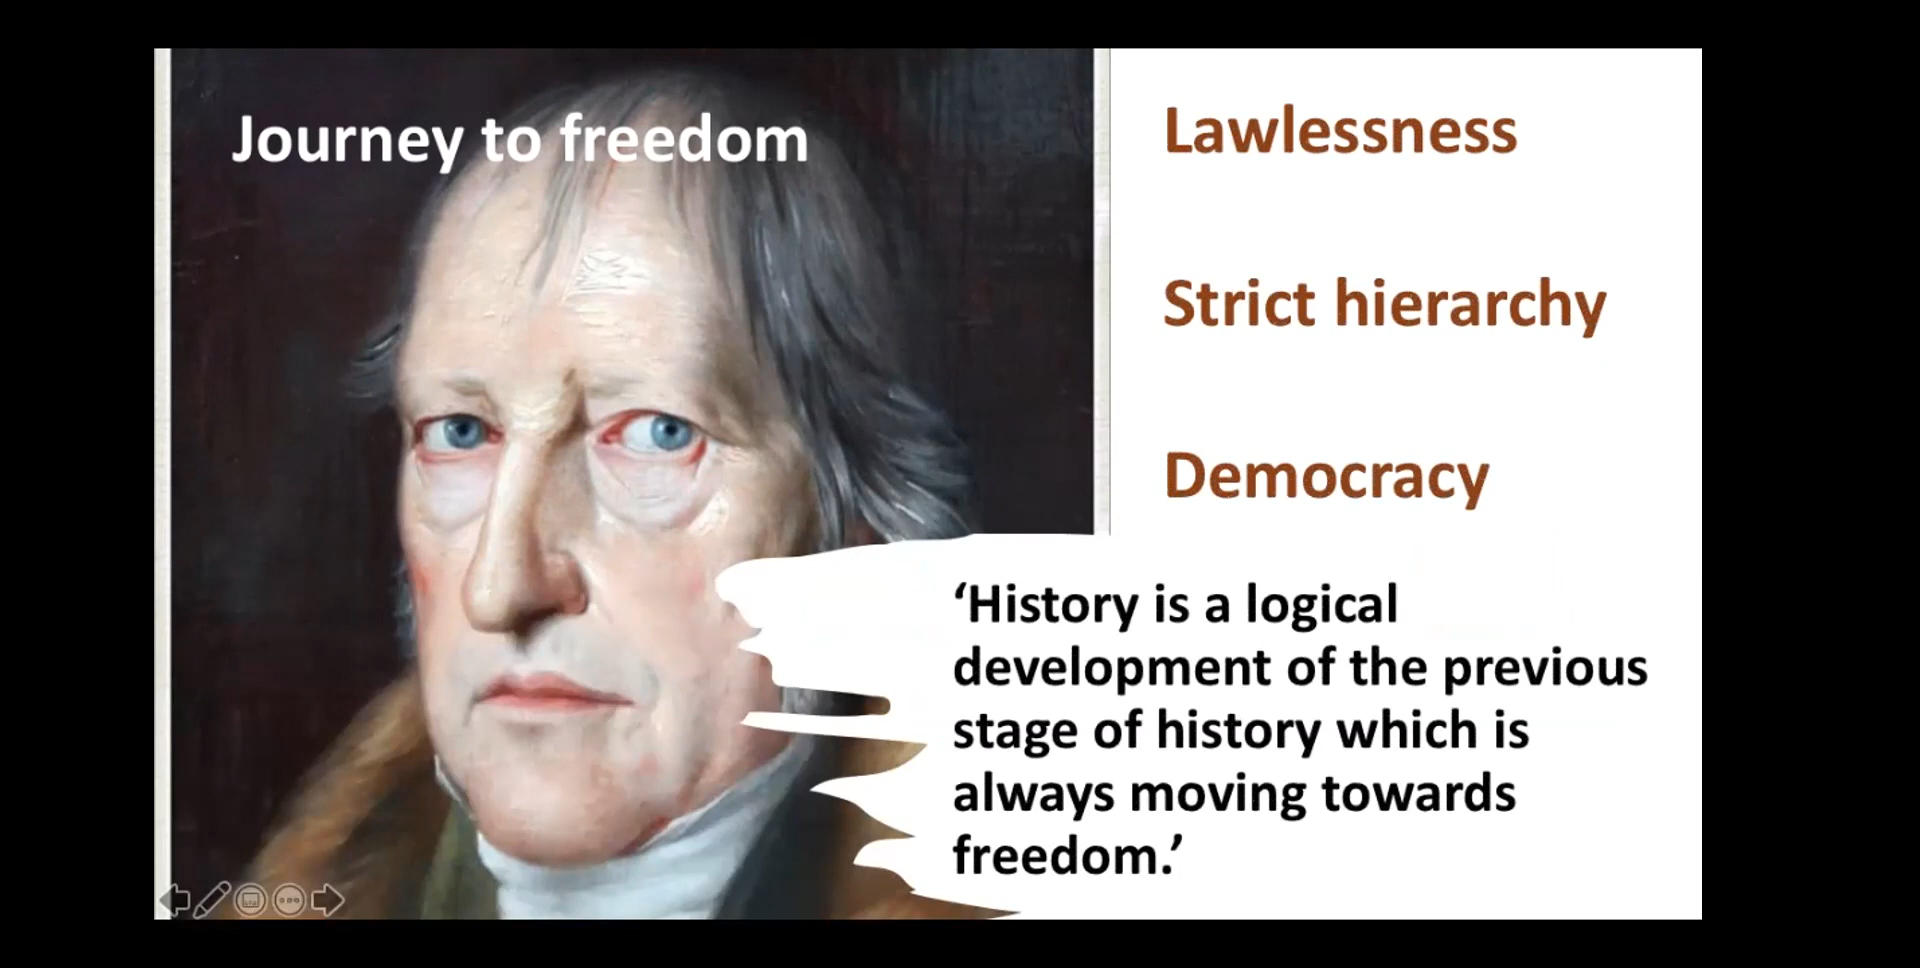 Journey to freedom
Lawlessness
Strict hierarchy
Democracy
‘History is a logical
development of the previous
stage of history which is
always moving towards
freedom.’